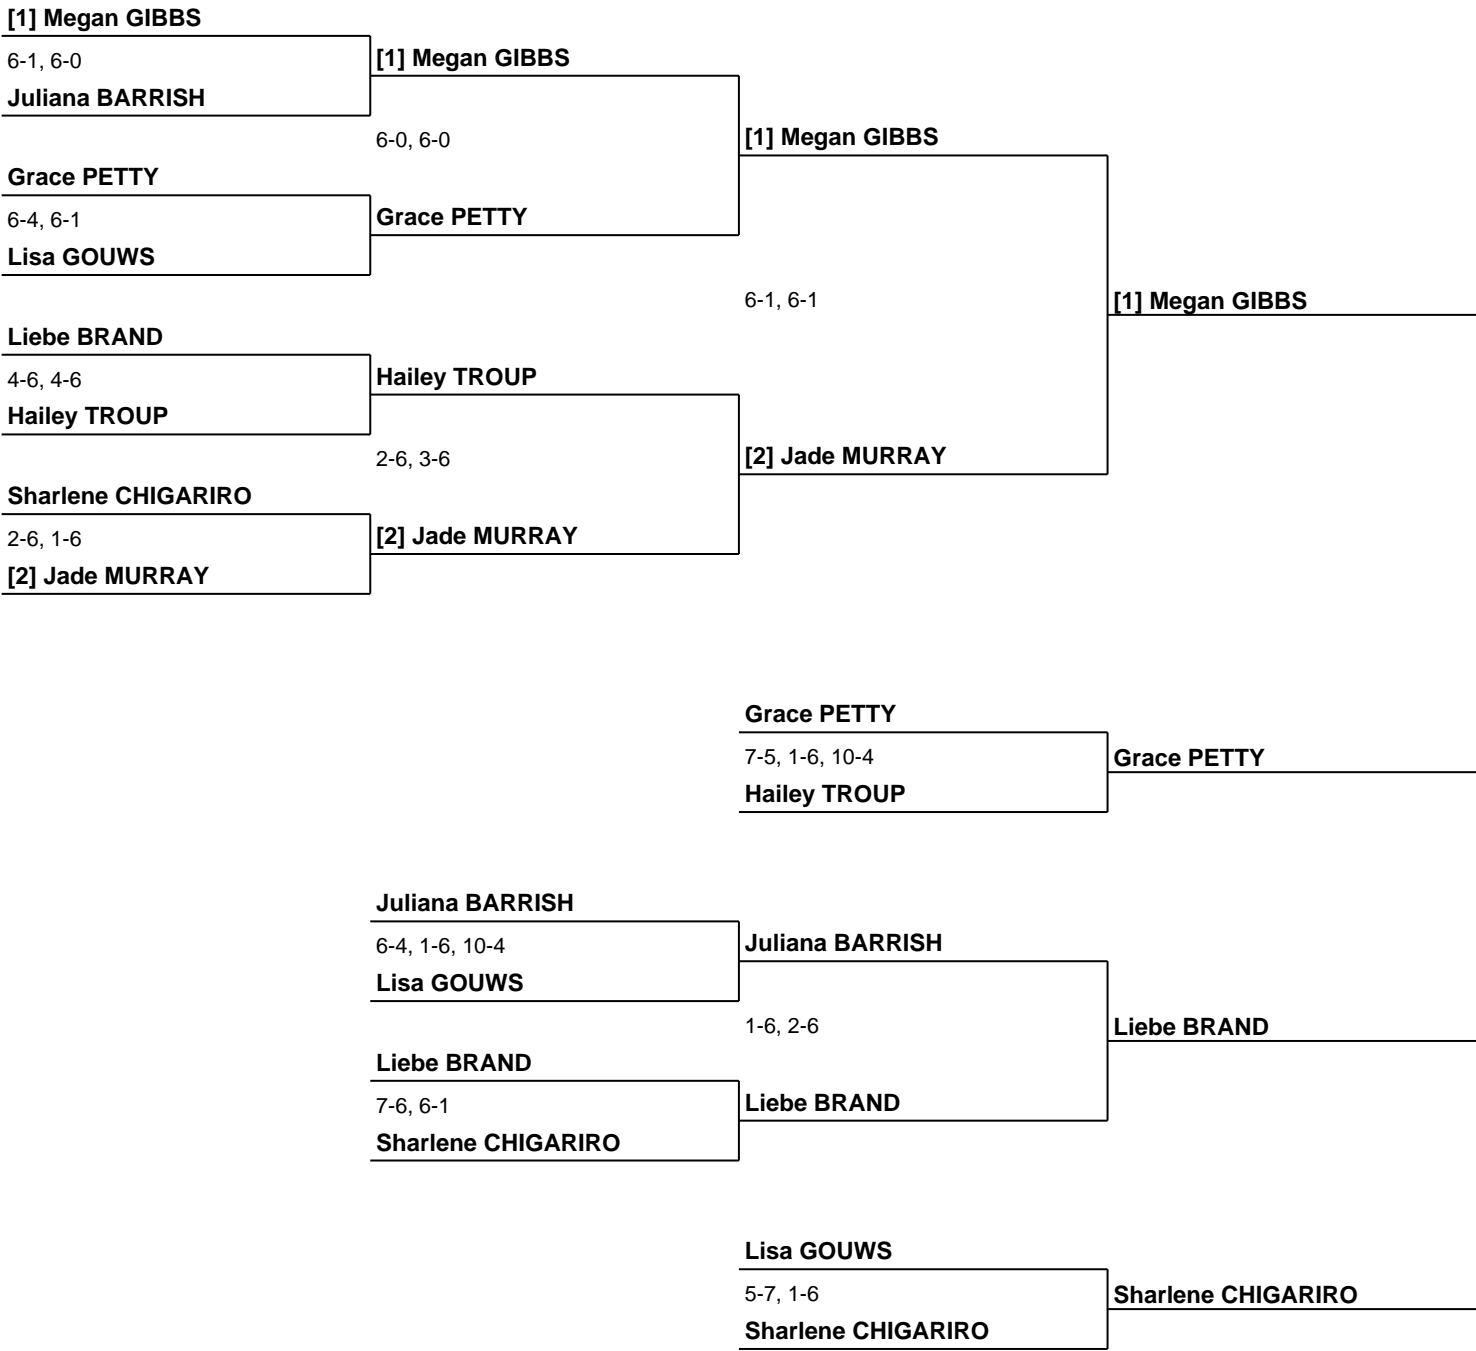 [1] Megan GIBBS
6-1, 6-0
[1] Megan GIBBS
Juliana BARRISH
6-0, 6-0
[1] Megan GIBBS
Grace PETTY
6-4, 6-1
Grace PETTY
Lisa GOUWS
6-1, 6-1
[1] Megan GIBBS
Liebe BRAND
4-6, 4-6
Hailey TROUP
Hailey TROUP
2-6, 3-6
[2] Jade MURRAY
Sharlene CHIGARIRO
2-6, 1-6
[2] Jade MURRAY
[2] Jade MURRAY
Grace PETTY
7-5, 1-6, 10-4
Grace PETTY
Hailey TROUP
Juliana BARRISH
6-4, 1-6, 10-4
Juliana BARRISH
Lisa GOUWS
1-6, 2-6
Liebe BRAND
Liebe BRAND
7-6, 6-1
Liebe BRAND
Sharlene CHIGARIRO
Lisa GOUWS
5-7, 1-6
Sharlene CHIGARIRO
Sharlene CHIGARIRO